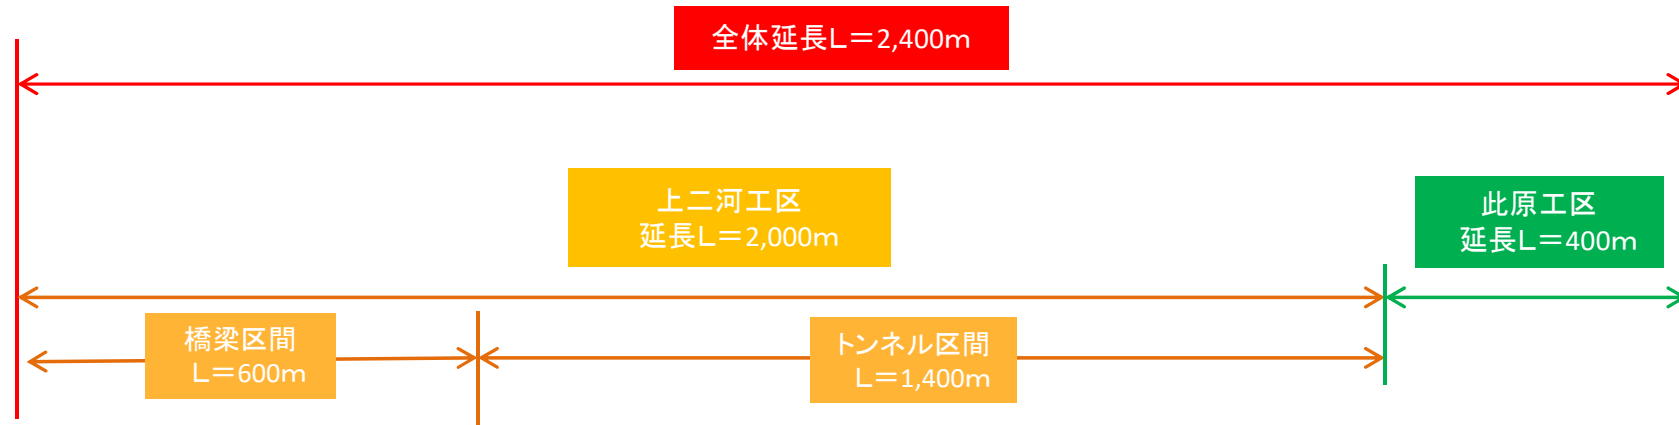 全体延長L＝2,400m
上二河工区
延長L＝2,000m
此原工区
延長L＝400m
橋梁区間
L＝600m
トンネル区間
L＝1,400m